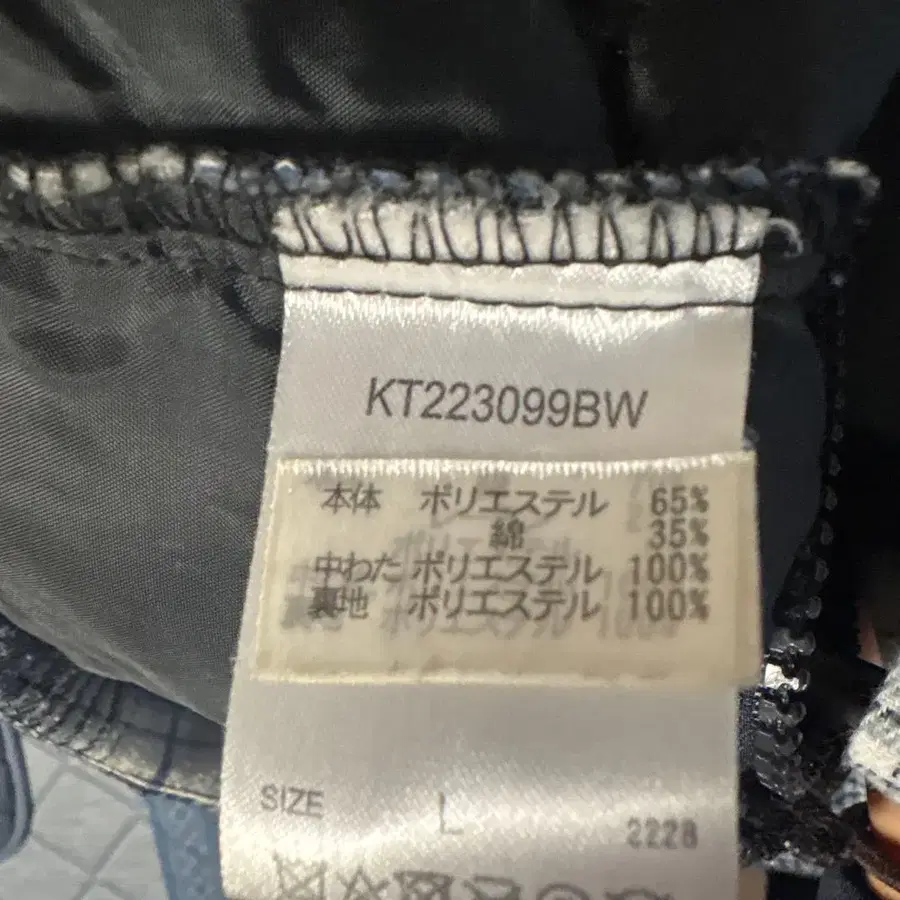 KT223099BW
本体 ポリエステル 65%
綿 35%
中わた ポリエステル 100%
裏地 ポリエステル 100%
SIZE L
2228